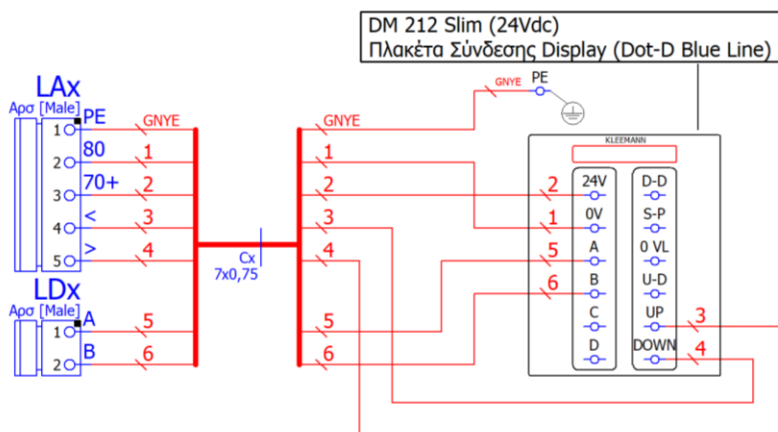 DM 212 Slim (24Vdc)
Πλακέτα Σύνδεσης Display (Dot-D Blue Line)
LAx
Αρσ [Male]
PE
1
80
2
70+
3
<
4
>
5
GNYE
1
2
3
4
LDx
Αρσ [Male]
A
1
B
2
5
6
Cx
7x0,75
GNYE
1
2
3
4
5
6
GNYE
PE
KLEEMANN
2
1
5
6
24V
0V
A
B
C
D
D-D
S-P
0 VL
U-D
UP
DOWN
3
4